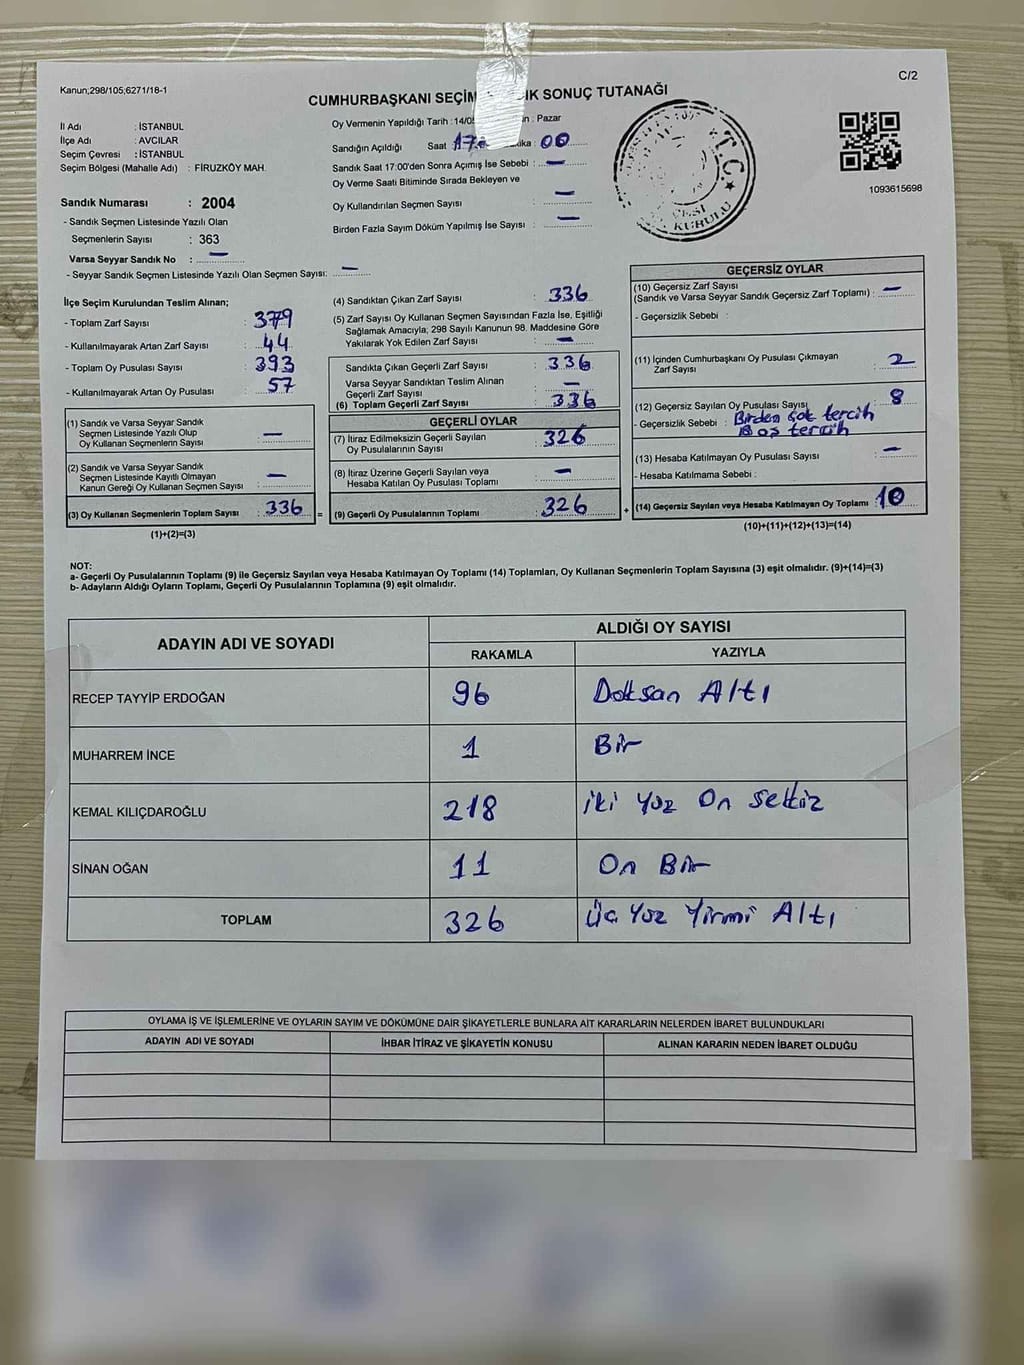 C/2
Kanun;298/105;6271/18-1
CUMHURBAŞKANI SEÇİM IK SONUÇ TUTANAĞI
İl Adı : İSTANBUL
İlçe Adı : AVCILAR
Seçim Çevresi : İSTANBUL
Seçim Bölgesi (Mahalle Adı) : FİRUZKÖY MAH.
Oy Vermenin Yapıldığı Tarih :14/05 : Pazar
Sandığın Açıldığı Saat 17: : 00
Sandık Saat 17:00'den Sonra Açımış İse Sebebi : —
Oy Verme Saati Bitiminde Sırada Bekleyen ve
Oy Kullandırılan Seçmen Sayısı : —
Birden Fazla Sayım Döküm Yapılmış İse Sayısı : —
T.C.
KURULU
1093615698
Sandık Numarası : 2004
- Sandık Seçmen Listesinde Yazılı Olan
Seçmenlerin Sayısı : 363
Varsa Seyyar Sandık No : —
- Seyyar Sandık Seçmen Listesinde Yazılı Olan Seçmen Sayısı: —
İlçe Seçim Kurulundan Teslim Alınan;
- Toplam Zarf Sayısı : 379
- Kullanılmayarak Artan Zarf Sayısı : 44
- Toplam Oy Pusulası Sayısı : 393
- Kullanılmayarak Artan Oy Pusulası : 57
(1) Sandık ve Varsa Seyyar Sandık
Seçmen Listesinde Yazılı Olup
Oy Kullanan Seçmenlerin Sayısı : —
(2) Sandık ve Varsa Seyyar Sandık
Seçmen Listesinde Kayıtlı Olmayan
Kanun Gereği Oy Kullanan Seçmen Sayısı : —
(3) Oy Kullanan Seçmenlerin Toplam Sayısı : 336
(1)+(2)=(3)
(4) Sandıktan Çıkan Zarf Sayısı : 336
(5) Zarf Sayısı Oy Kullanan Seçmen Sayısından Fazla İse, Eşitliği
Sağlamak Amacıyla; 298 Sayılı Kanunun 98. Maddesine Göre
Yakılarak Yok Edilen Zarf Sayısı : —
Sandıkta Çıkan Geçerli Zarf Sayısı : 336
Varsa Seyyar Sandıktan Teslim Alınan
Geçerli Zarf Sayısı : —
(6) Toplam Geçerli Zarf Sayısı : 336
GEÇERLİ OYLAR
(7) İtiraz Edilmeksizin Geçerli Sayılan
Oy Pusulalarının Sayısı : 326
(8) İtiraz Üzerine Geçerli Sayılan veya
Hesaba Katılan Oy Pusulası Toplamı : —
= (9) Geçerli Oy Pusulalarının Toplamı : 326
GEÇERSİZ OYLAR
(10) Geçersiz Zarf Sayısı
(Sandık ve Varsa Seyyar Sandık Geçersiz Zarf Toplamı) : —
- Geçersizlik Sebebi :
(11) İçinden Cumhurbaşkanı Oy Pusulası Çıkmayan
Zarf Sayısı : 2
(12) Geçersiz Sayılan Oy Pusulası Sayısı : 8
- Geçersizlik Sebebi : Birden çok tercih
Boş tercih
(13) Hesaba Katılmayan Oy Pusulası Sayısı : —
- Hesaba Katılmama Sebebi :
+ (14) Geçersiz Sayılan veya Hesaba Katılmayan Oy Toplamı : 10
(10)+(11)+(12)+(13)=(14)
NOT:
a- Geçerli Oy Pusulalarının Toplamı (9) ile Geçersiz Sayılan veya Hesaba Katılmayan Oy Toplamı (14) Toplamları, Oy Kullanan Seçmenlerin Toplam Sayısına (3) eşit olmalıdır. (9)+(14)=(3)
b- Adayların Aldığı Oyların Toplamı, Geçerli Oy Pusulalarının Toplamına (9) eşit olmalıdır.
ADAYIN ADI VE SOYADI ALDIĞI OY SAYISI
RAKAMLA YAZIYLA
RECEP TAYYİP ERDOĞAN 96 Doksan Altı
MUHARREM İNCE 1 Bir
KEMAL KILIÇDAROĞLU 218 iki Yüz On Sekiz
SİNAN OĞAN 11 On Bir
TOPLAM 326 Üç Yüz Yirmi Altı
OYLAMA İŞ VE İŞLEMLERİNE VE OYLARIN SAYIM VE DÖKÜMÜNE DAİR ŞİKAYETLERLE BUNLARA AİT KARARLARIN NELERDEN İBARET BULUNDUKLARI
ADAYIN ADI VE SOYADI İHBAR İTİRAZ VE ŞİKAYETİN KONUSU ALINAN KARARIN NEDEN İBARET OLDUĞU